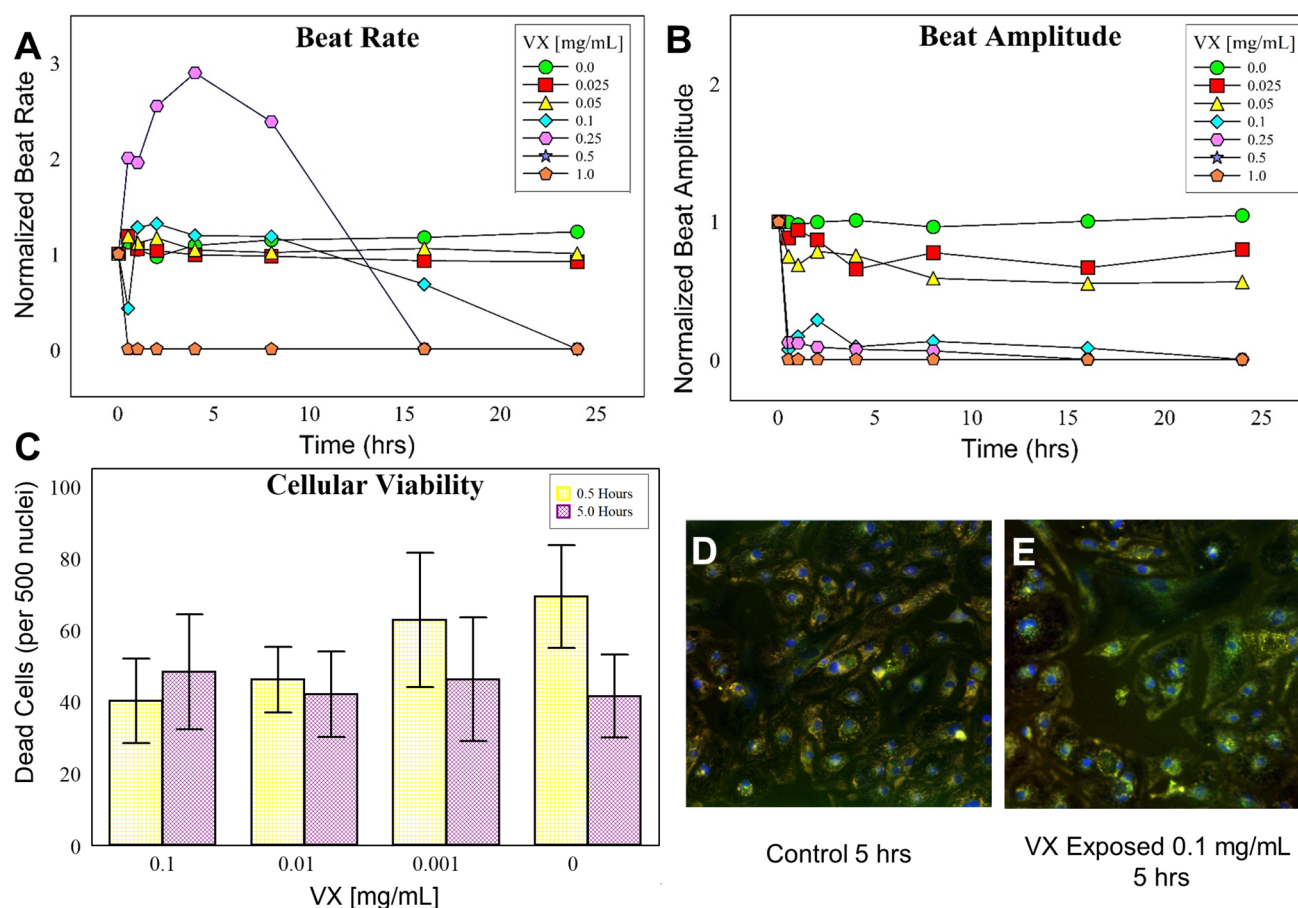 A
Beat Rate
VX [mg/mL]
0.0
0.025
0.05
0.1
0.25
0.5
1.0
3
2
1
0
Normalized Beat Rate
0
5
10
15
20
25
Time (hrs)
B
Beat Amplitude
VX [mg/mL]
0.0
0.025
0.05
0.1
0.25
0.5
1.0
2
1
0
Normalized Beat Amplitude
0
5
10
15
20
25
Time (hrs)
C
Cellular Viability
0.5 Hours
5.0 Hours
100
80
60
40
20
0
Dead Cells (per 500 nuclei)
0.1
0.01
0.001
0
VX [mg/mL]
D
Control 5 hrs
E
VX Exposed 0.1 mg/mL
5 hrs